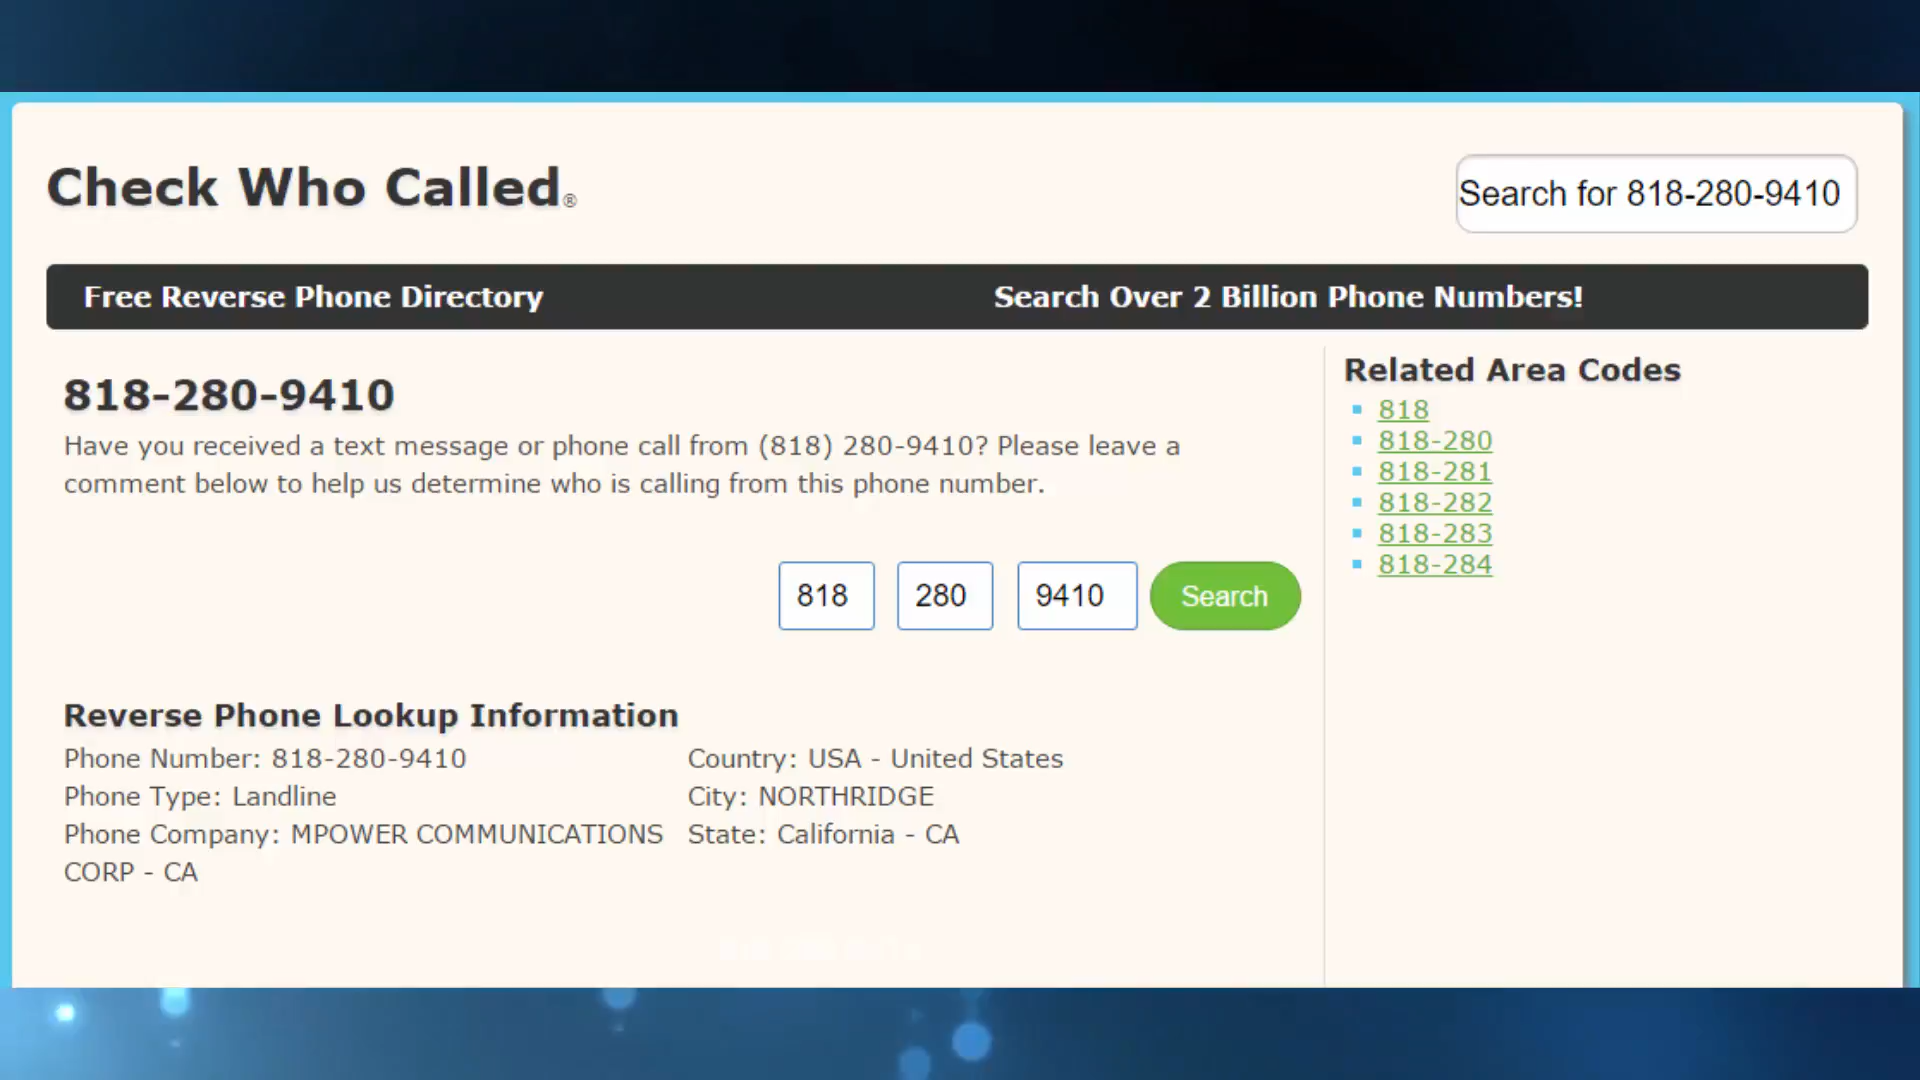 Check Who Called®
Search for 818-280-9410
Free Reverse Phone Directory
Search Over 2 Billion Phone Numbers!
818-280-9410
Have you received a text message or phone call from (818) 280-9410? Please leave a
comment below to help us determine who is calling from this phone number.
818 280 9410 Search
Reverse Phone Lookup Information
Phone Number: 818-280-9410
Phone Type: Landline
Phone Company: MPOWER COMMUNICATIONS
CORP - CA
Country: USA - United States
City: NORTHRIDGE
State: California - CA
Related Area Codes
818
818-280
818-281
818-282
818-283
818-284